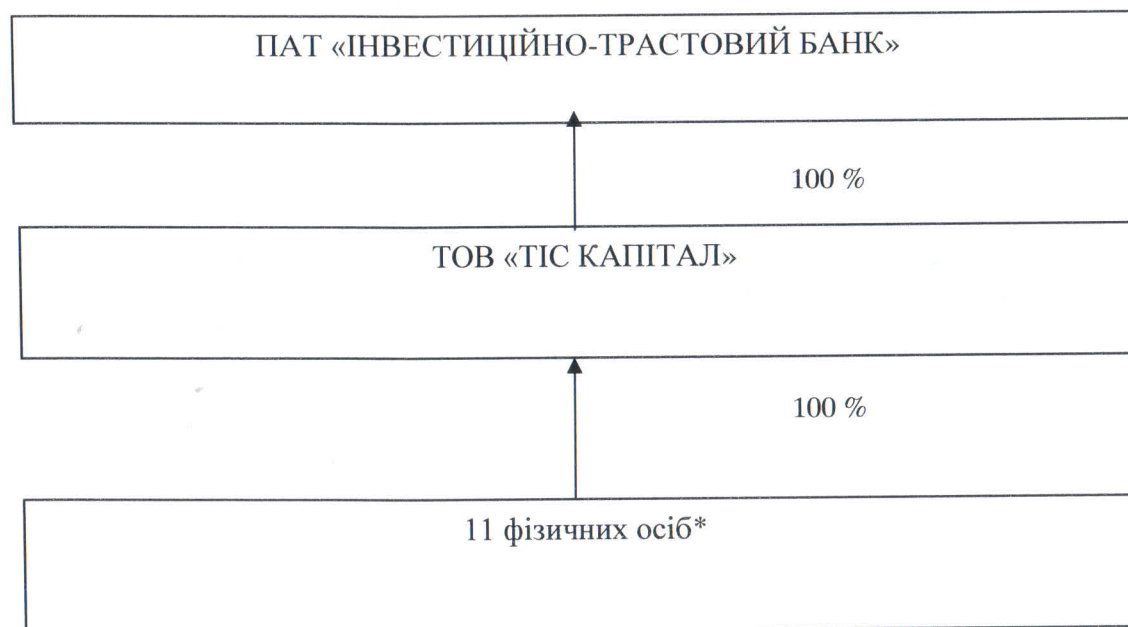 ПАТ «ІНВЕСТИЦІЙНО-ТРАСТОВИЙ БАНК»
100 %
ТОВ «ТІС КАПІТАЛ»
100 %
11 фізичних осіб*